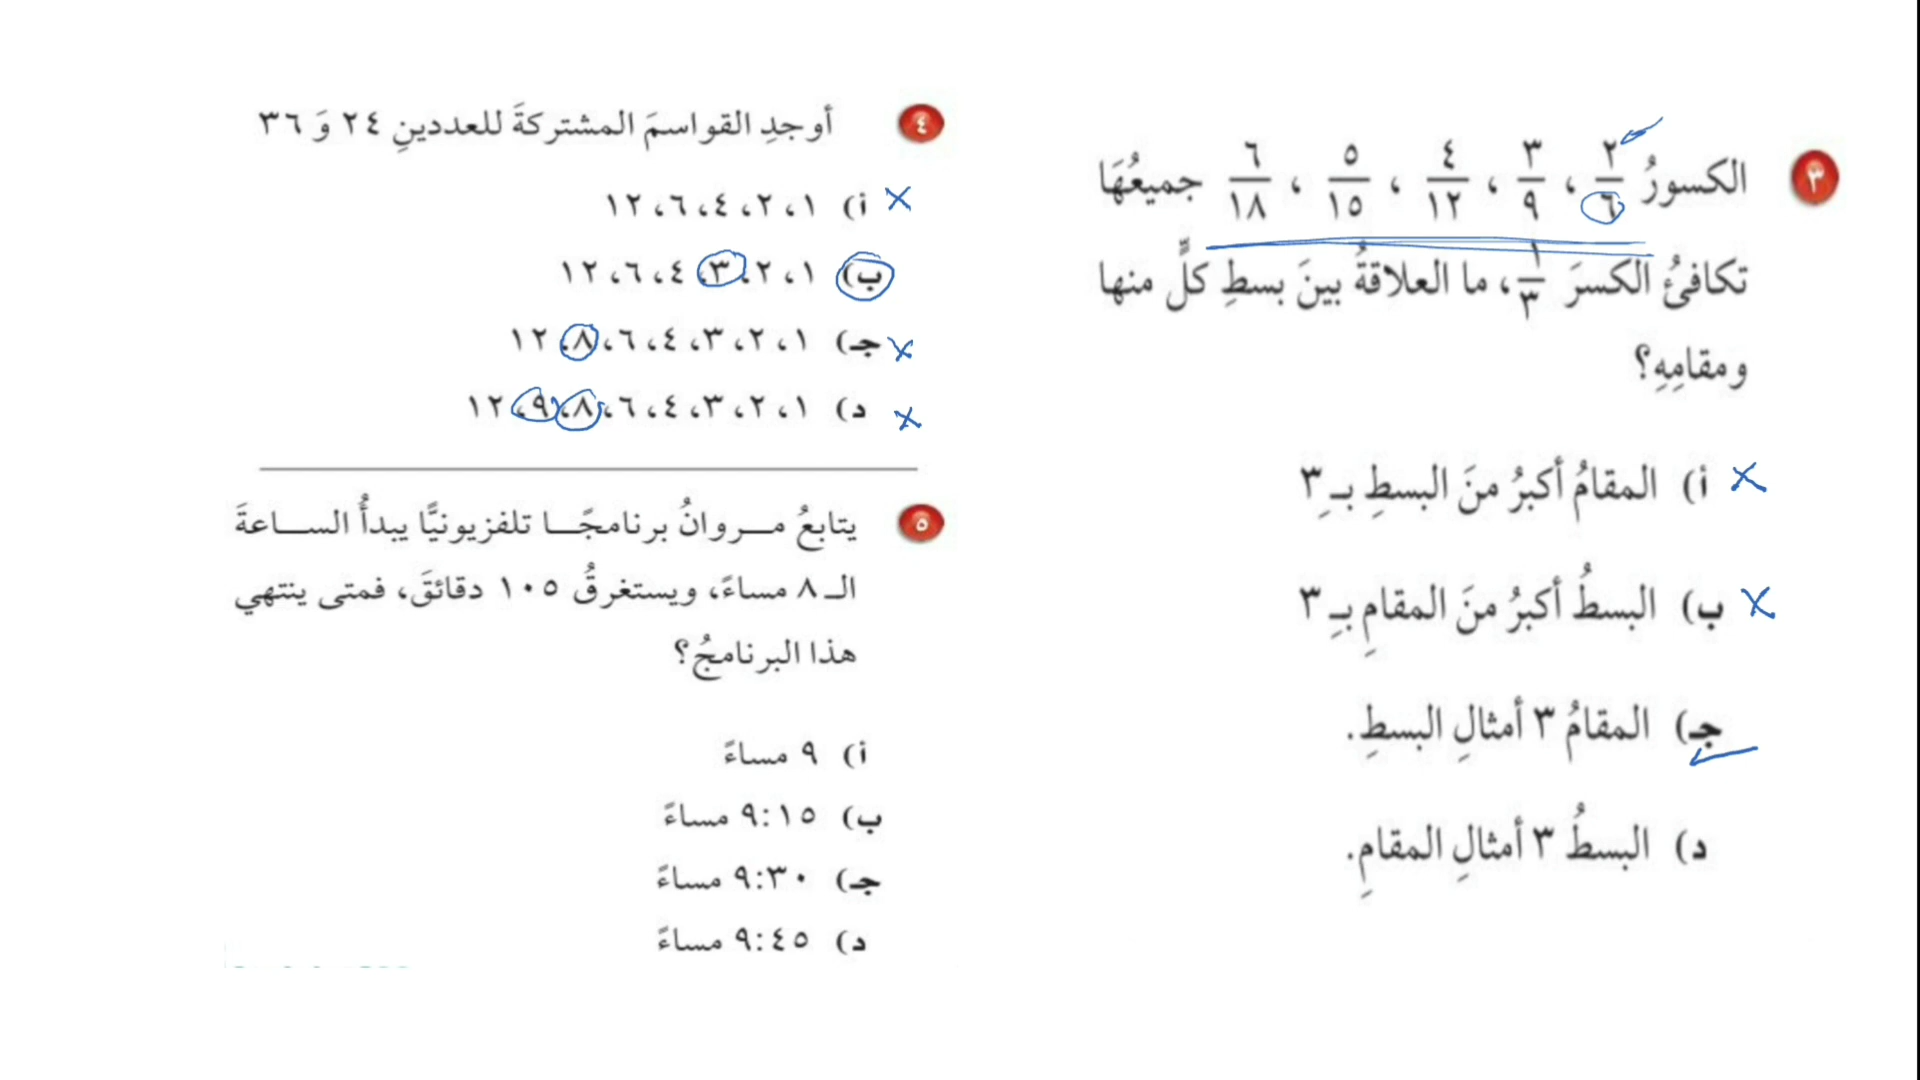 ٣ الكسورُ ٢/٦ ، ٣/٩ ، ٤/١٢ ، ٥/١٥ ، ٦/١٨ جميعُهَا
تكافئُ الكسرَ ١/٣، ما العلاقةُ بينَ بسطِ كلٍّ منها
ومقامِهِ؟
أ) المقامُ أكبرُ منَ البسطِ بـِ ٣
ب) البسطُ أكبرُ منَ المقامِ بـِ ٣
جـ) المقامُ ٣ أمثالِ البسطِ.
د) البسطُ ٣ أمثالِ المقامِ.
٤ أوجدِ القواسمَ المشتركةَ للعددينِ ٢٤ وَ ٣٦
أ) ١، ٢، ٤، ٦، ١٢
ب) ١، ٢، ٣، ٤، ٦، ١٢
جـ) ١، ٢، ٣، ٤، ٦، ٨، ١٢
د) ١، ٢، ٣، ٤، ٦، ٨، ٩، ١٢
٥ يتابعُ مـــروانُ برنامجًـــا تلفزيونيًّا يبدأُ الســـاعةَ
الـ ٨ مساءً، ويستغرقُ ١٠٥ دقائقَ، فمتى ينتهي
هذا البرنامجُ؟
أ) ٩ مساءً
ب) ٩:١٥ مساءً
جـ) ٩:٣٠ مساءً
د) ٩:٤٥ مساءً